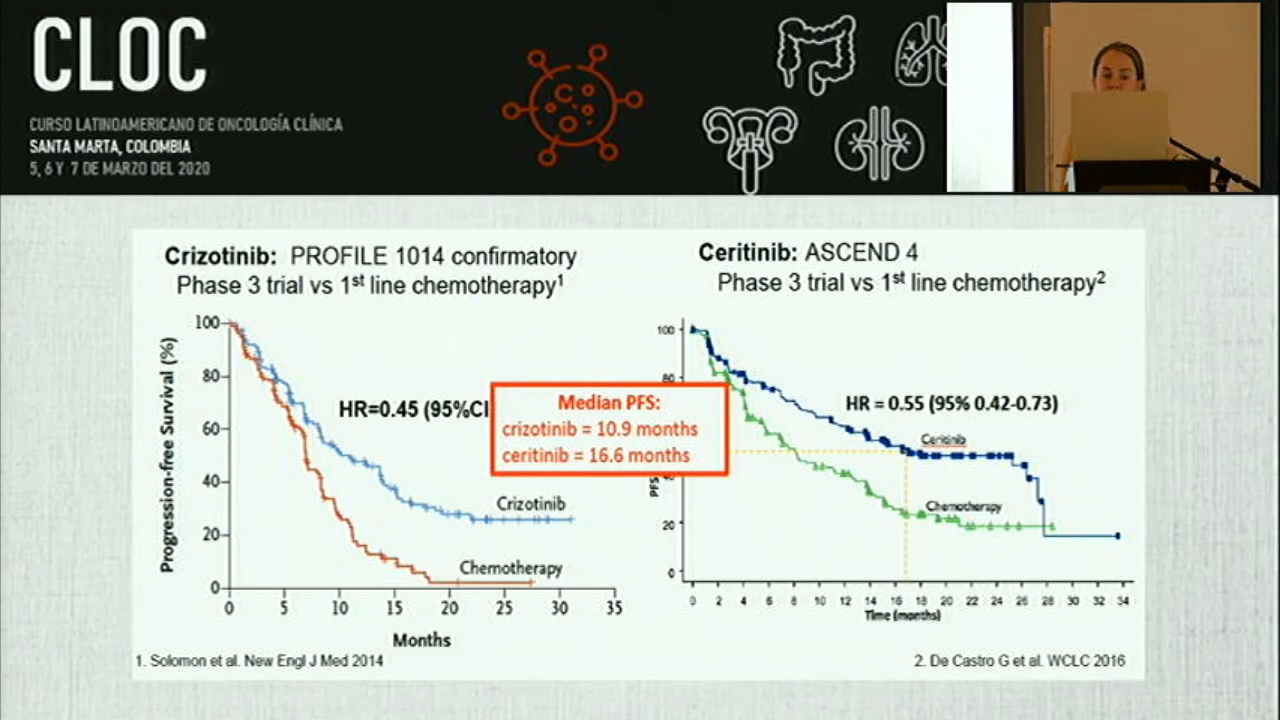 CLOC
CURSO LATINOAMERICANO DE ONCOLOGÍA CLÍNICA
SANTA MARTA, COLOMBIA
5, 6 Y 7 DE MARZO DEL 2020
Crizotinib: PROFILE 1014 confirmatory
Phase 3 trial vs 1st line chemotherapy1
Ceritinib: ASCEND 4
Phase 3 trial vs 1st line chemotherapy2
Progression-free Survival (%)
100
80
60
40
20
0
HR=0.45 (95%CI
Crizotinib
Chemotherapy
0 5 10 15 20 25 30 35
Months
Median PFS:
crizotinib = 10.9 months
ceritinib = 16.6 months
PFS
100
80
40
20
0
HR = 0.55 (95% 0.42-0.73)
Ceritinib
Chemotherapy
0 2 4 6 8 10 12 14 16 18 20 22 24 26 28 30 32 34
Time (months)
1. Solomon et al. New Engl J Med 2014
2. De Castro G et al. WCLC 2016